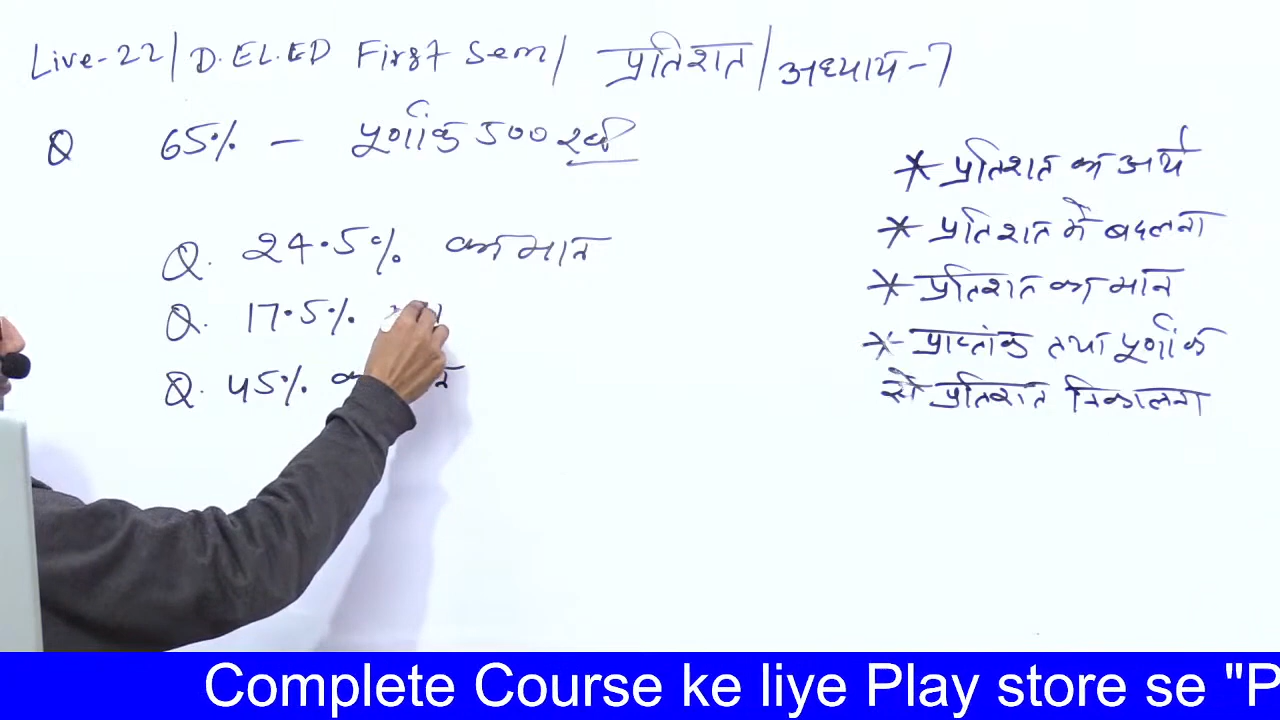 Live-22/D.EL.ED First Sem/ प्रतिशत/अध्याय-7
Q 65% - पूर्णांक 500
Q. 24.5% का मान
Q. 17.5%
Q. 45%
* प्रतिशत का अर्थ
* प्रतिशत में बदलना
* प्रतिशत का मान
* प्राप्तांक तथा पूर्णांक
से प्रतिशत निकालना
Complete Course ke liye Play store se "P